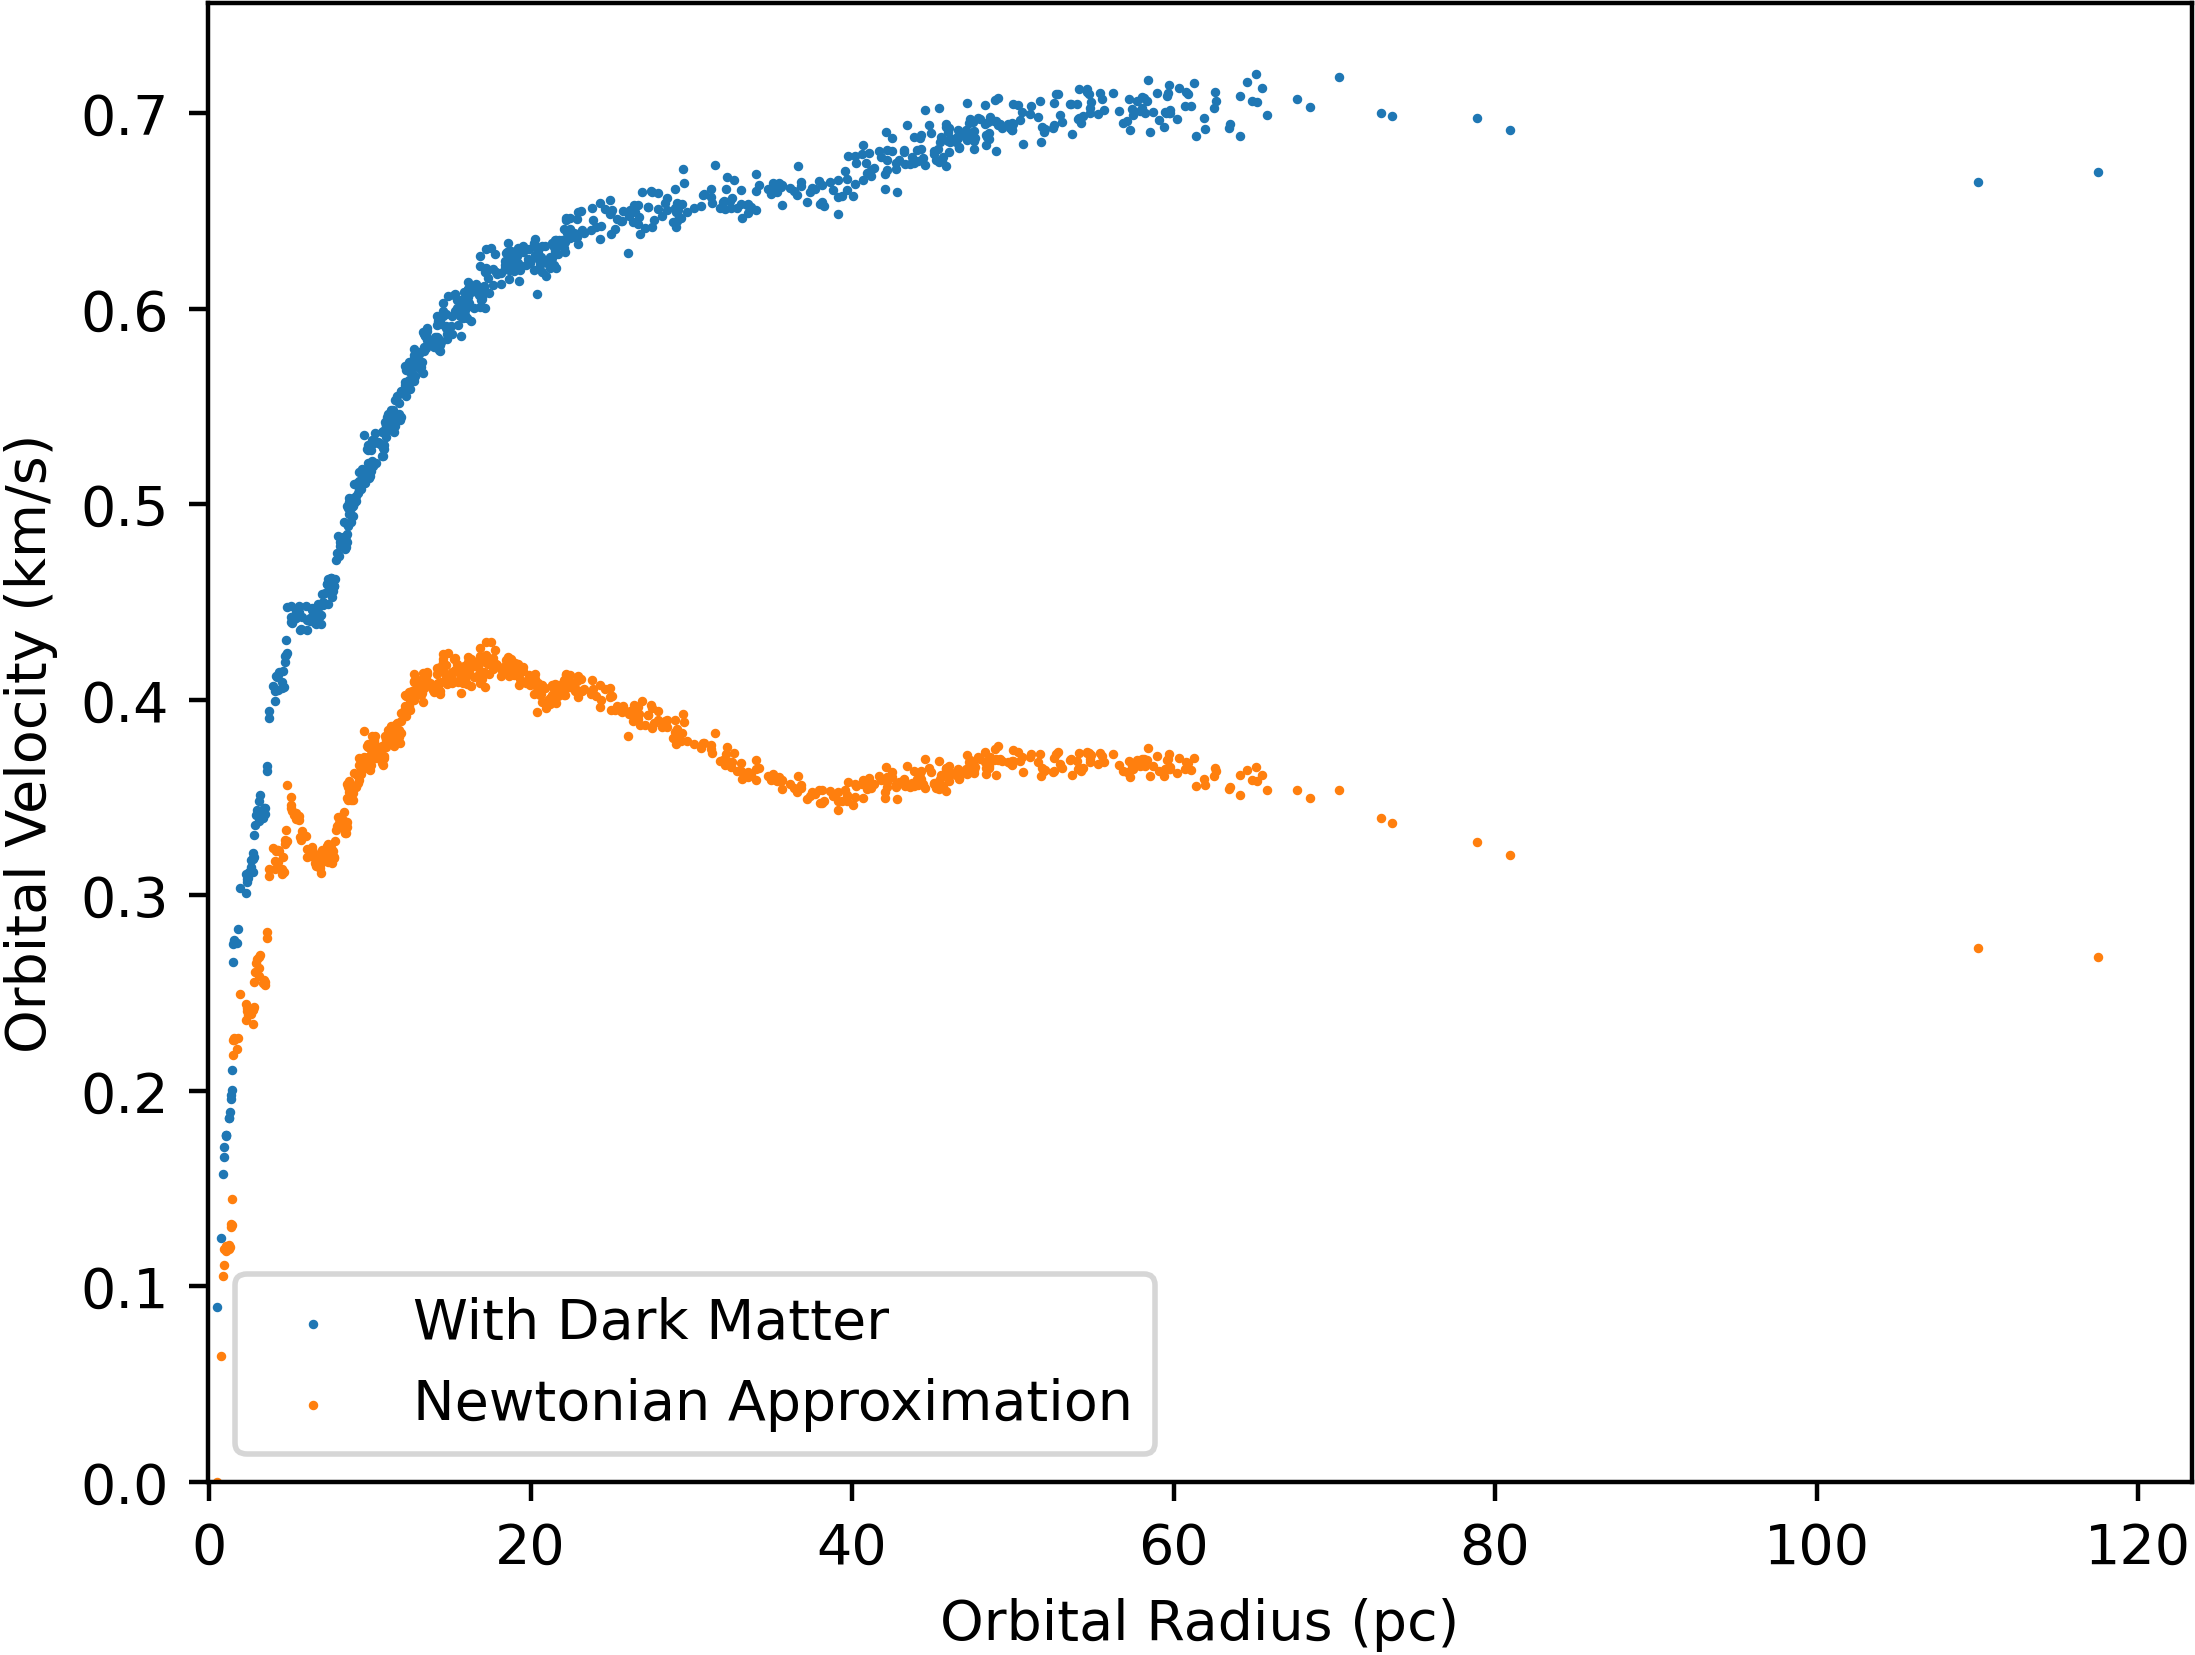 Orbital Velocity (km/s)
0.7
0.6
0.5
0.4
0.3
0.2
0.1
0.0
With Dark Matter
Newtonian Approximation
0 20 40 60 80 100 120
Orbital Radius (pc)